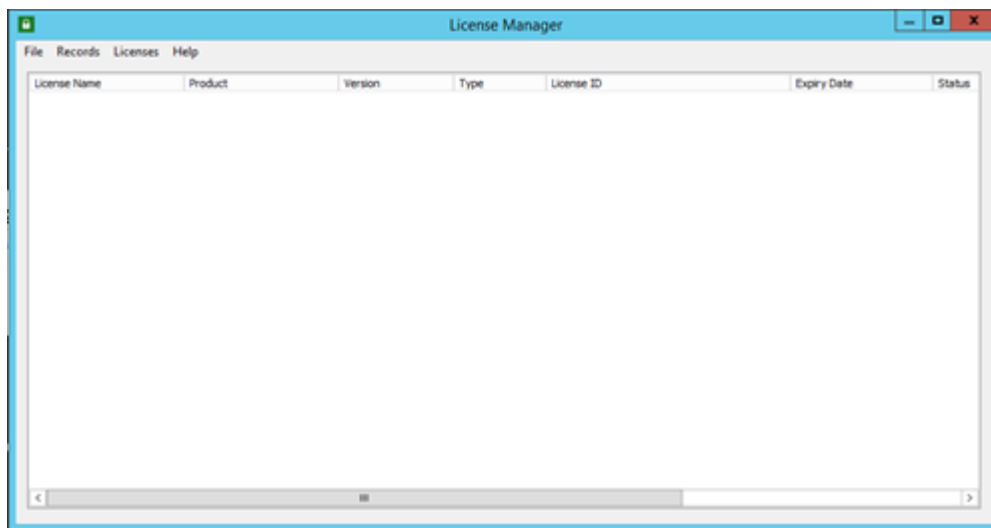 License Manager
File Records Licenses Help
License Name Product Version Type License ID Expiry Date Status